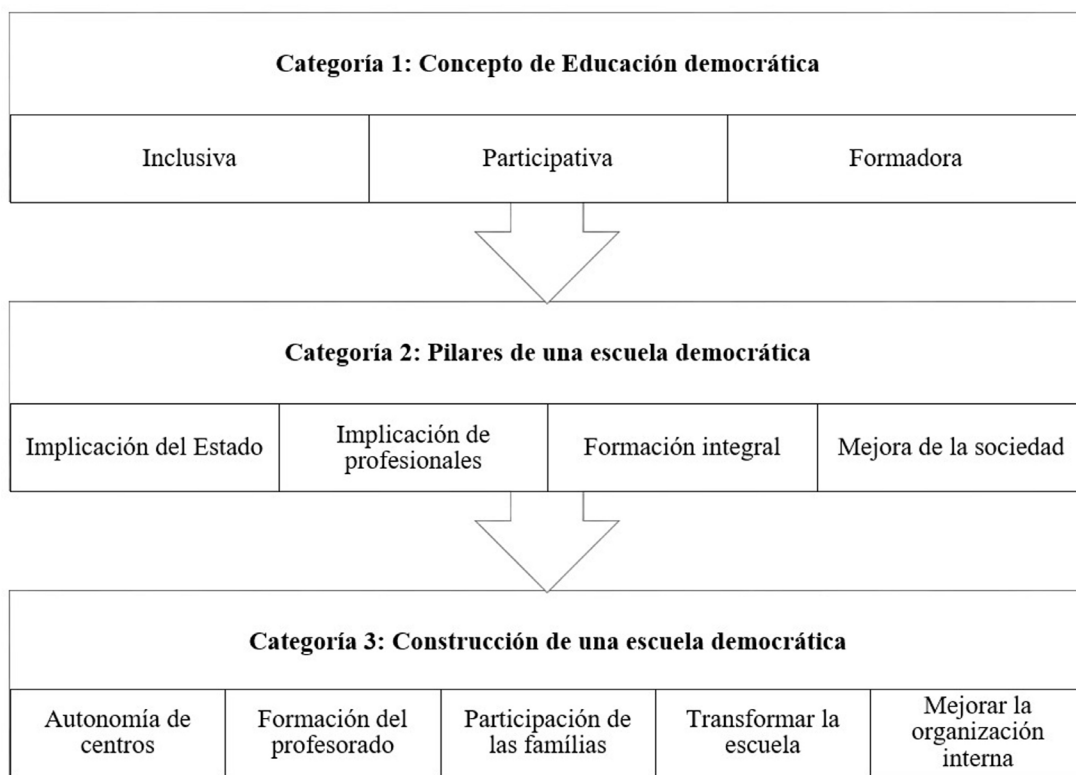 Categoría 1: Concepto de Educación democrática
Inclusiva
Participativa
Formadora
Categoría 2: Pilares de una escuela democrática
Implicación del Estado
Implicación de
profesionales
Formación integral
Mejora de la sociedad
Categoría 3: Construcción de una escuela democrática
Autonomía de
centros
Formación del
profesorado
Participación de
las famílias
Transformar la
escuela
Mejorar la
organización
interna